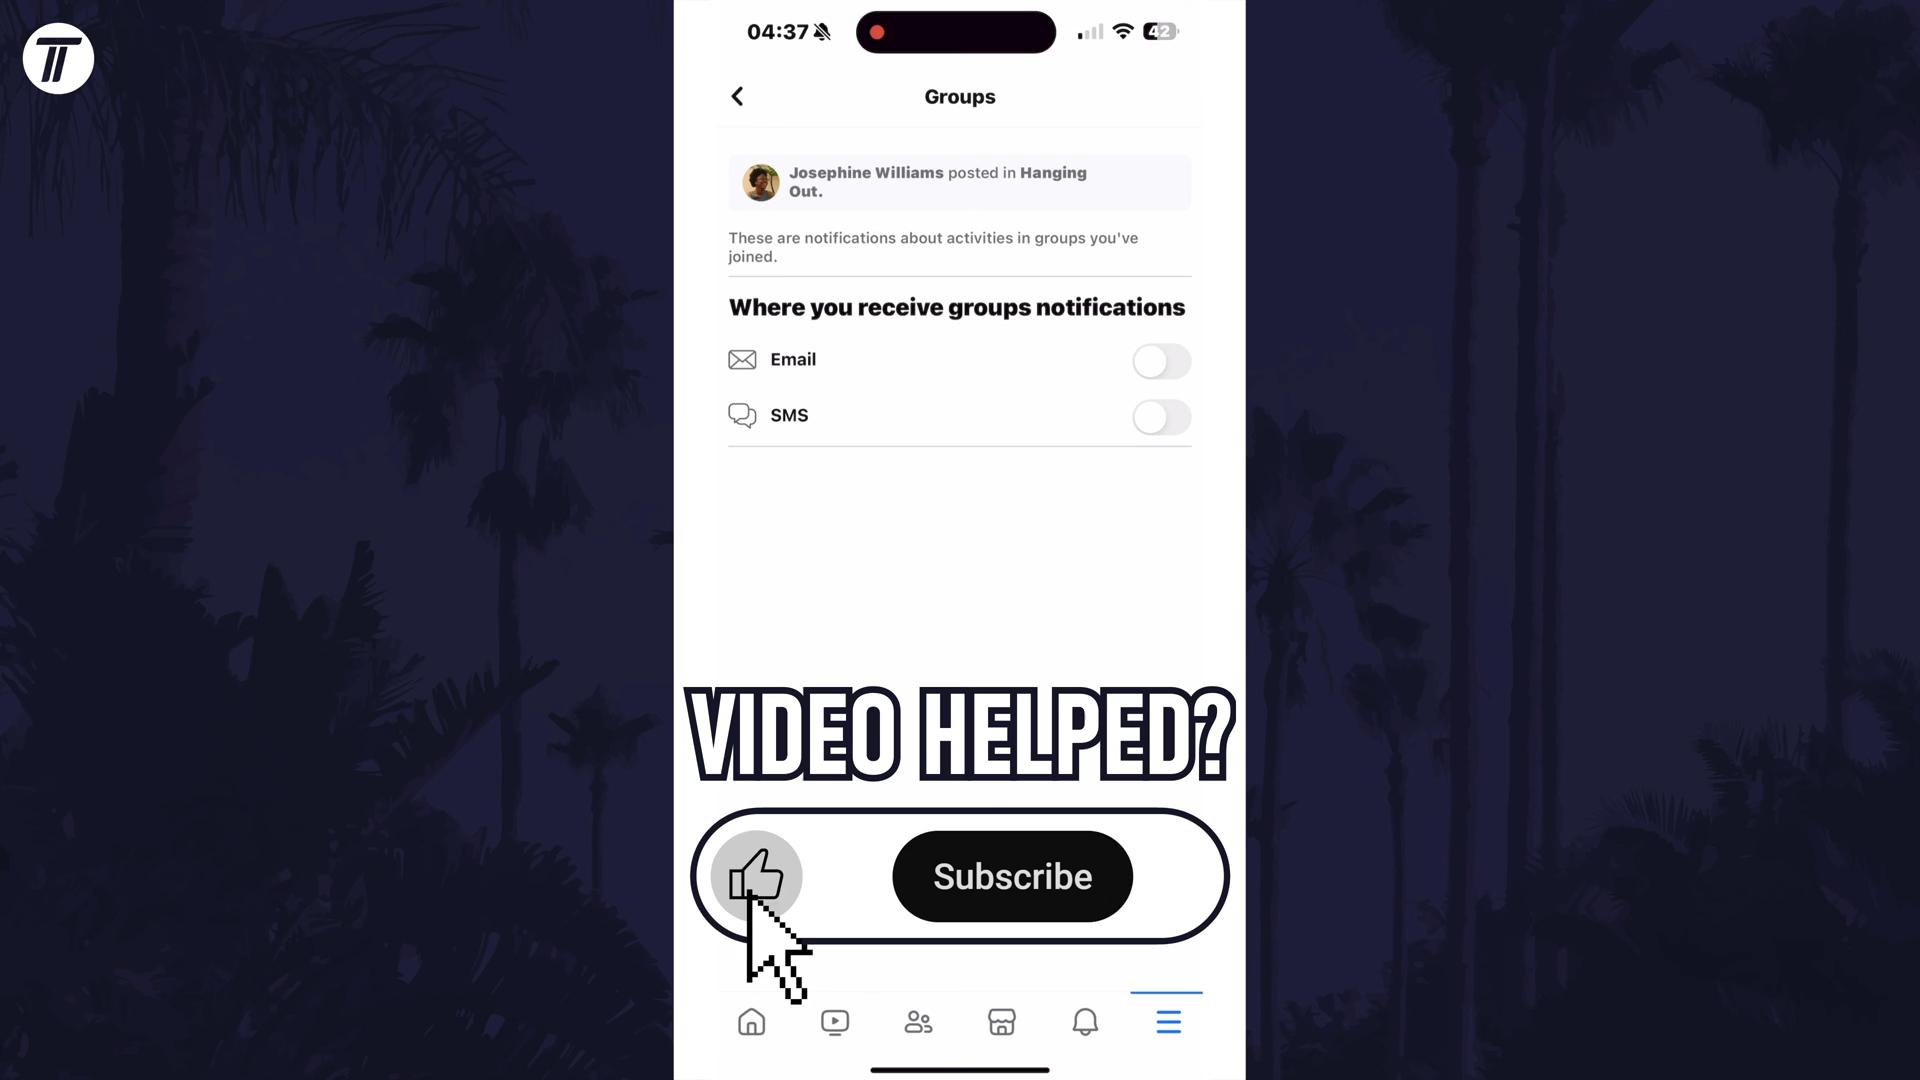 04:37
42
Groups
Josephine Williams posted in Hanging
Out.
These are notifications about activities in groups you've
joined.
Where you receive groups notifications
Email
SMS
VIDEO HELPED?
Subscribe